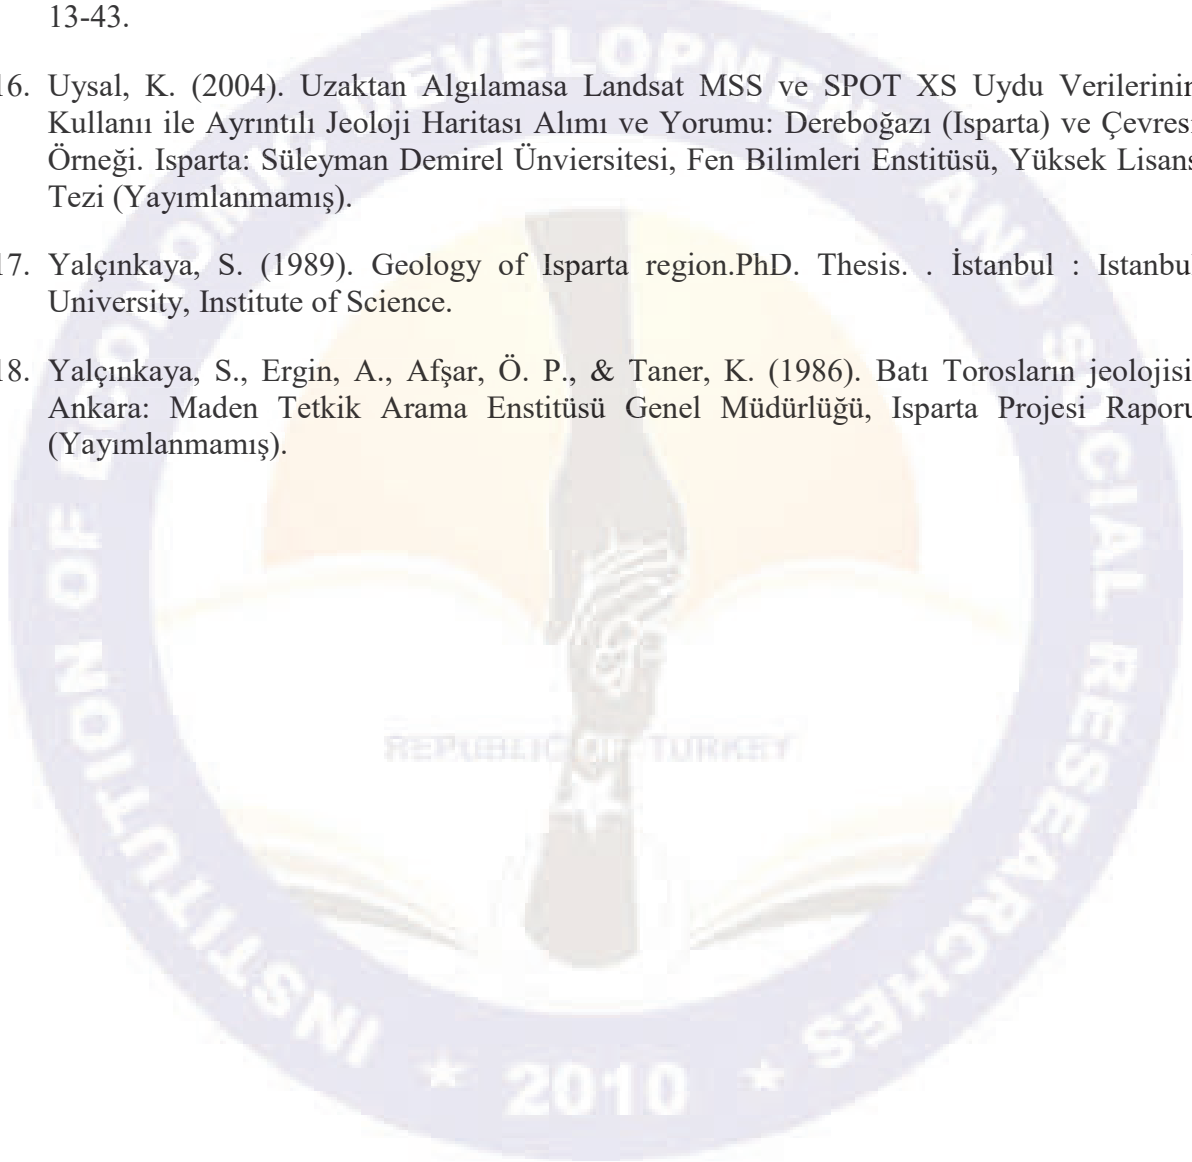 13-43.
16. Uysal, K. (2004). Uzaktan Algılamasa Landsat MSS ve SPOT XS Uydu Verilerinin
Kullanıı ile Ayrıntılı Jeoloji Haritası Alımı ve Yorumu: Dereboğazı (Isparta) ve Çevresi
Örneği. Isparta: Süleyman Demirel Ünviersitesi, Fen Bilimleri Enstitüsü, Yüksek Lisans
Tezi (Yayımlanmamış).
17. Yalçınkaya, S. (1989). Geology of Isparta region.PhD. Thesis. . İstanbul : Istanbul
University, Institute of Science.
18. Yalçınkaya, S., Ergin, A., Afşar, Ö. P., & Taner, K. (1986). Batı Torosların jeolojisi.
Ankara: Maden Tetkik Arama Enstitüsü Genel Müdürlüğü, Isparta Projesi Raporu
(Yayımlanmamış).
INSTITUTION OF ECONOMIC DEVELOPMENT AND SOCIAL RESEARCHES
REPUBLIC OF TURKEY
2010